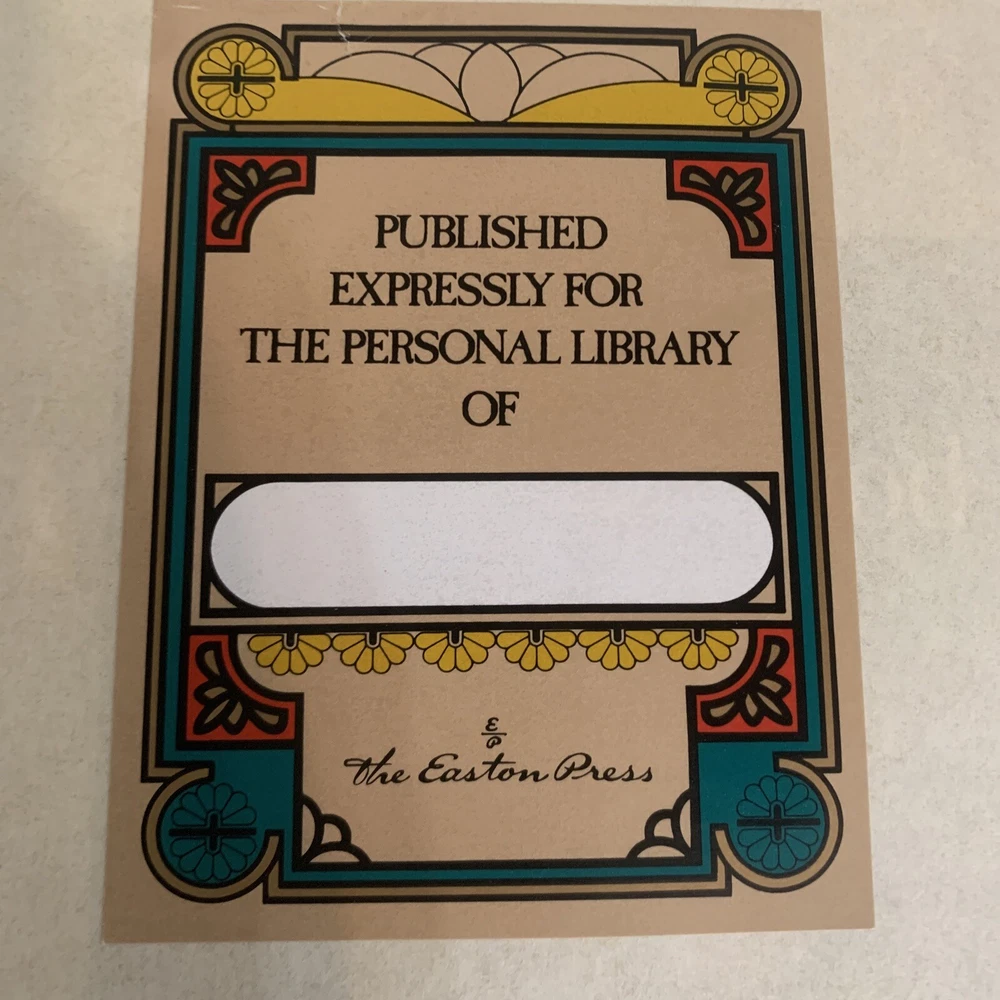 PUBLISHED
EXPRESSLY FOR
THE PERSONAL LIBRARY
OF
E
P
The Easton Press